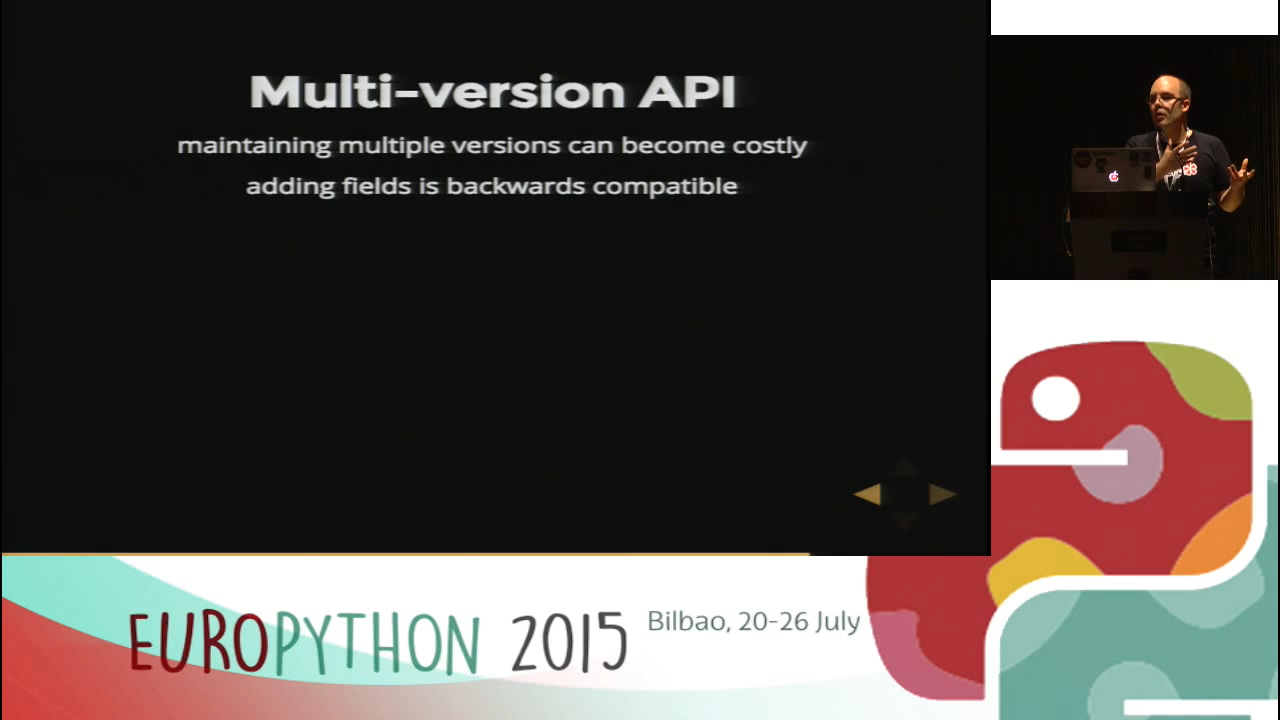 Multi-version API
maintaining multiple versions can become costly
adding fields is backwards compatible
EUROPYTHON 2015
Bilbao, 20-26 July